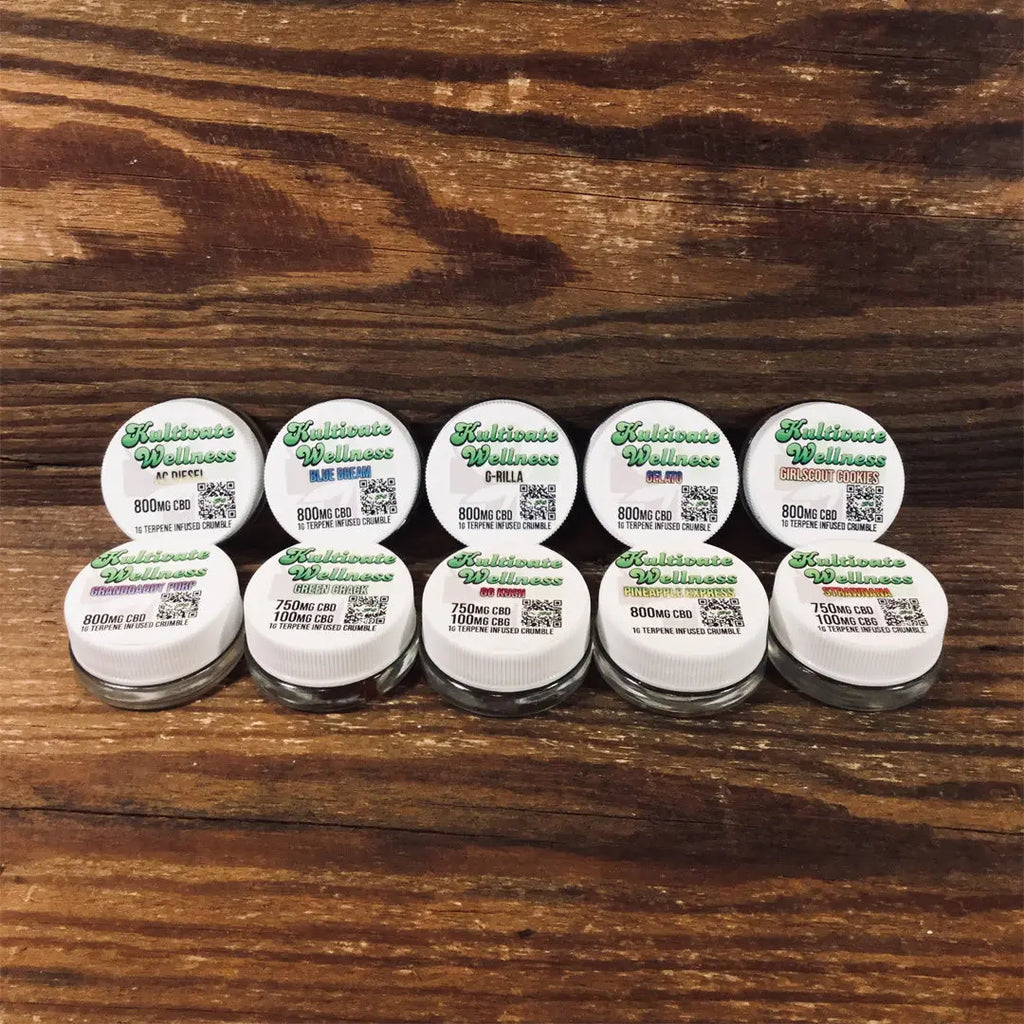 Kultivate
Wellness
AC DIESEL
800MG CBD
1G TERPENE INFUSED CRUMBLE
Kultivate
Wellness
BLUE DREAM
800MG CBD
1G TERPENE INFUSED CRUMBLE
Kultivate
Wellness
G-RILLA
800MG CBD
1G TERPENE INFUSED CRUMBLE
Kultivate
Wellness
GELATO
800MG CBD
1G TERPENE INFUSED CRUMBLE
Kultivate
Wellness
GIRLSCOUT COOKIES
800MG CBD
1G TERPENE INFUSED CRUMBLE
Kultivate
Wellness
GRANDDADDY PURP
800MG CBD
1G TERPENE INFUSED CRUMBLE
Kultivate
Wellness
GREEN CRACK
750MG CBD
100MG CBG
1G TERPENE INFUSED CRUMBLE
Kultivate
Wellness
OG KUSH
750MG CBD
100MG CBG
1G TERPENE INFUSED CRUMBLE
Kultivate
Wellness
PINEAPPLE EXPRESS
800MG CBD
1G TERPENE INFUSED CRUMBLE
Kultivate
Wellness
STRAWNANA
750MG CBD
100MG CBG
1G TERPENE INFUSED CRUMBLE